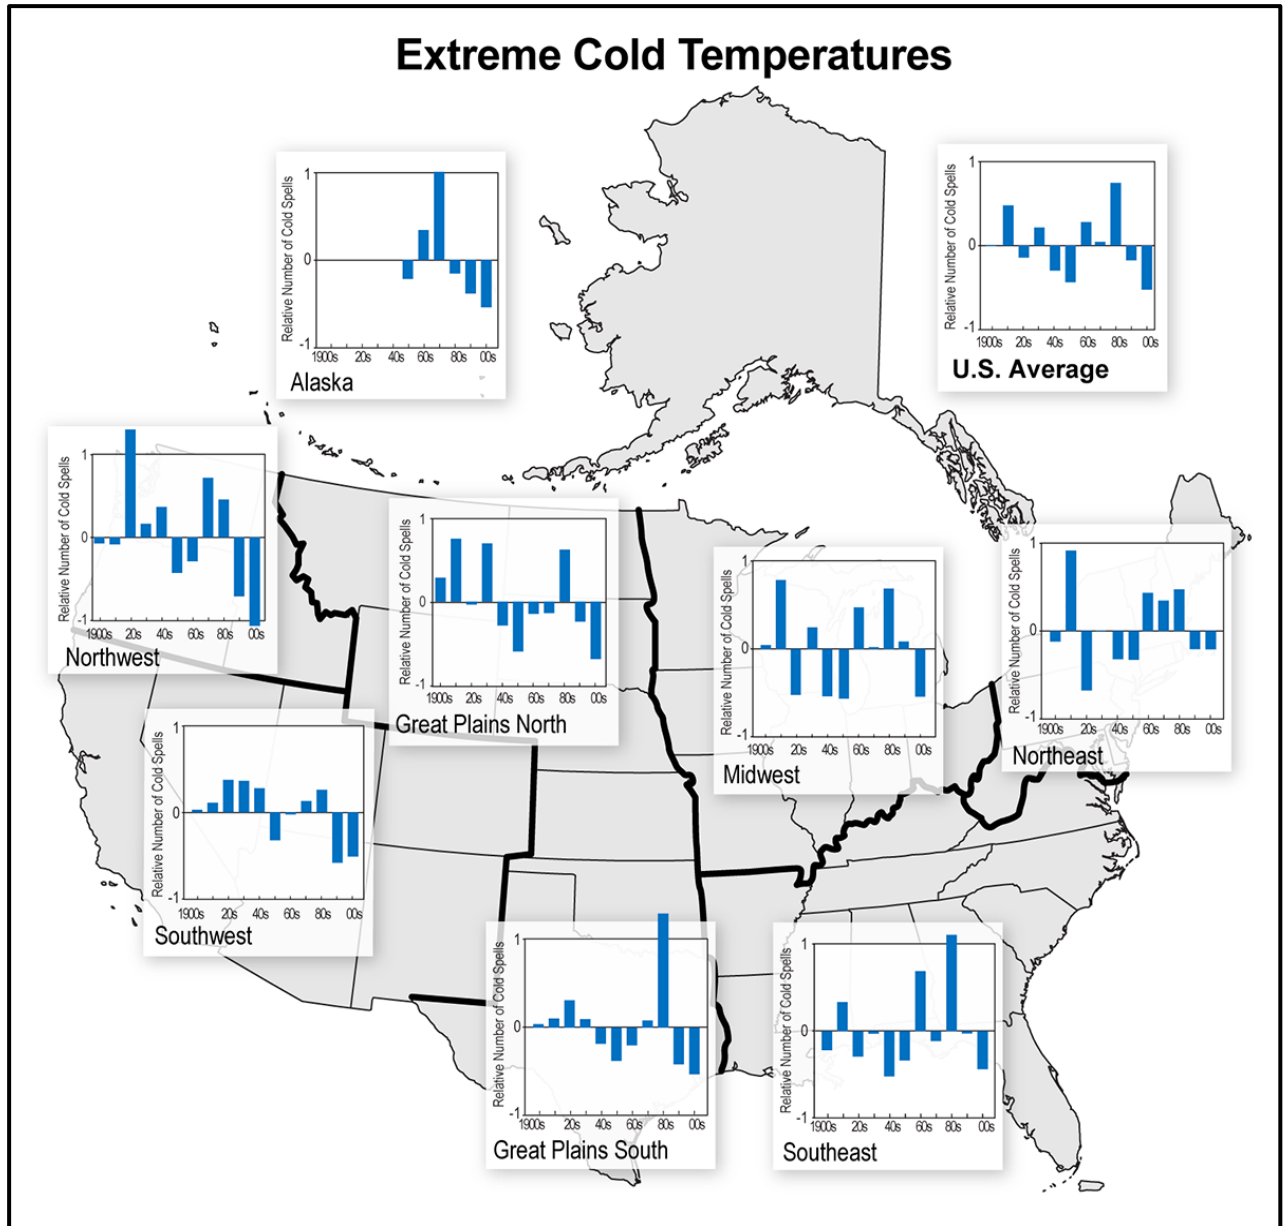 Extreme Cold Temperatures
Relative Number of Cold Spells
1
0
-1
1900s 20s 40s 60s 80s 00s
Alaska
Relative Number of Cold Spells
1
0
-1
1900s 20s 40s 60s 80s 00s
U.S. Average
Relative Number of Cold Spells
1
0
-1
1900s 20s 40s 60s 80s 00s
Northwest
Relative Number of Cold Spells
1
0
-1
1900s 20s 40s 60s 80s 00s
Great Plains North
Relative Number of Cold Spells
1
0
-1
1900s 20s 40s 60s 80s 00s
Midwest
Relative Number of Cold Spells
1
0
-1
1900s 20s 40s 60s 80s 00s
Northeast
Relative Number of Cold Spells
1
0
-1
1900s 20s 40s 60s 80s 00s
Southwest
Relative Number of Cold Spells
1
0
-1
1900s 20s 40s 60s 80s 00s
Great Plains South
Relative Number of Cold Spells
1
0
-1
1900s 20s 40s 60s 80s 00s
Southeast